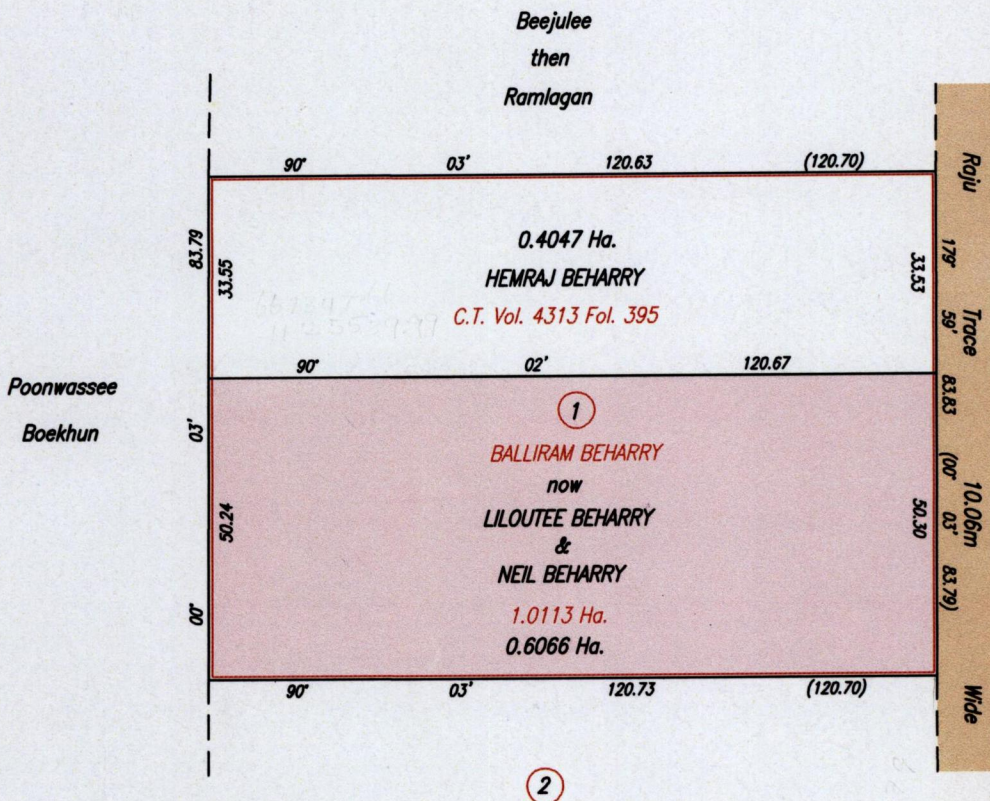 Beejulee
then
Ramlagan
90° 03' 120.63 (120.70)
0.4047 Ha.
HEMRAJ BEHARRY
C.T. Vol. 4313 Fol. 395
83.79
33.55
33.53
90° 02' 120.67
Poonwassee
Boekhun
03'
00°
50.24
1
BALLIRAM BEHARRY
now
LILOUTEE BEHARRY
&
NEIL BEHARRY
1.0113 Ha.
0.6066 Ha.
50.30
90° 03' 120.73 (120.70)
Raju Trace 10.06m Wide
179° 59' 83.83 (00° 03' 83.79)
2